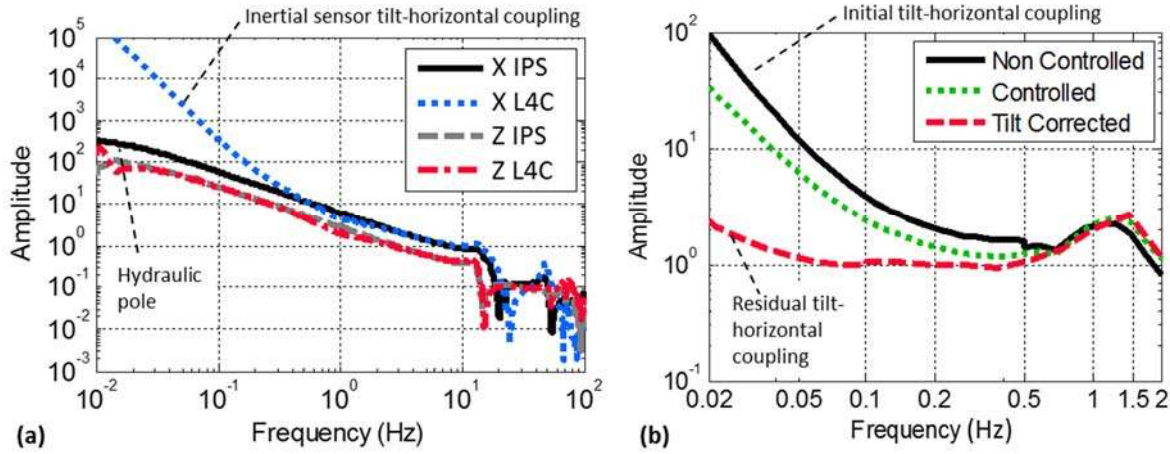 Inertial sensor tilt-horizontal coupling
10^5
10^4
10^3
10^2
10^1
10^0
10^-1
10^-2
10^-3
Amplitude
X IPS
X L4C
Z IPS
Z L4C
Hydraulic
pole
10^-2
10^-1
10^0
10^1
10^2
Frequency (Hz)
(a)
Initial tilt-horizontal coupling
10^2
10^1
10^0
10^-1
Amplitude
Non Controlled
Controlled
Tilt Corrected
Residual tilt-
horizontal
coupling
0.02
0.05
0.1
0.2
0.5
1
1.5
2
Frequency (Hz)
(b)